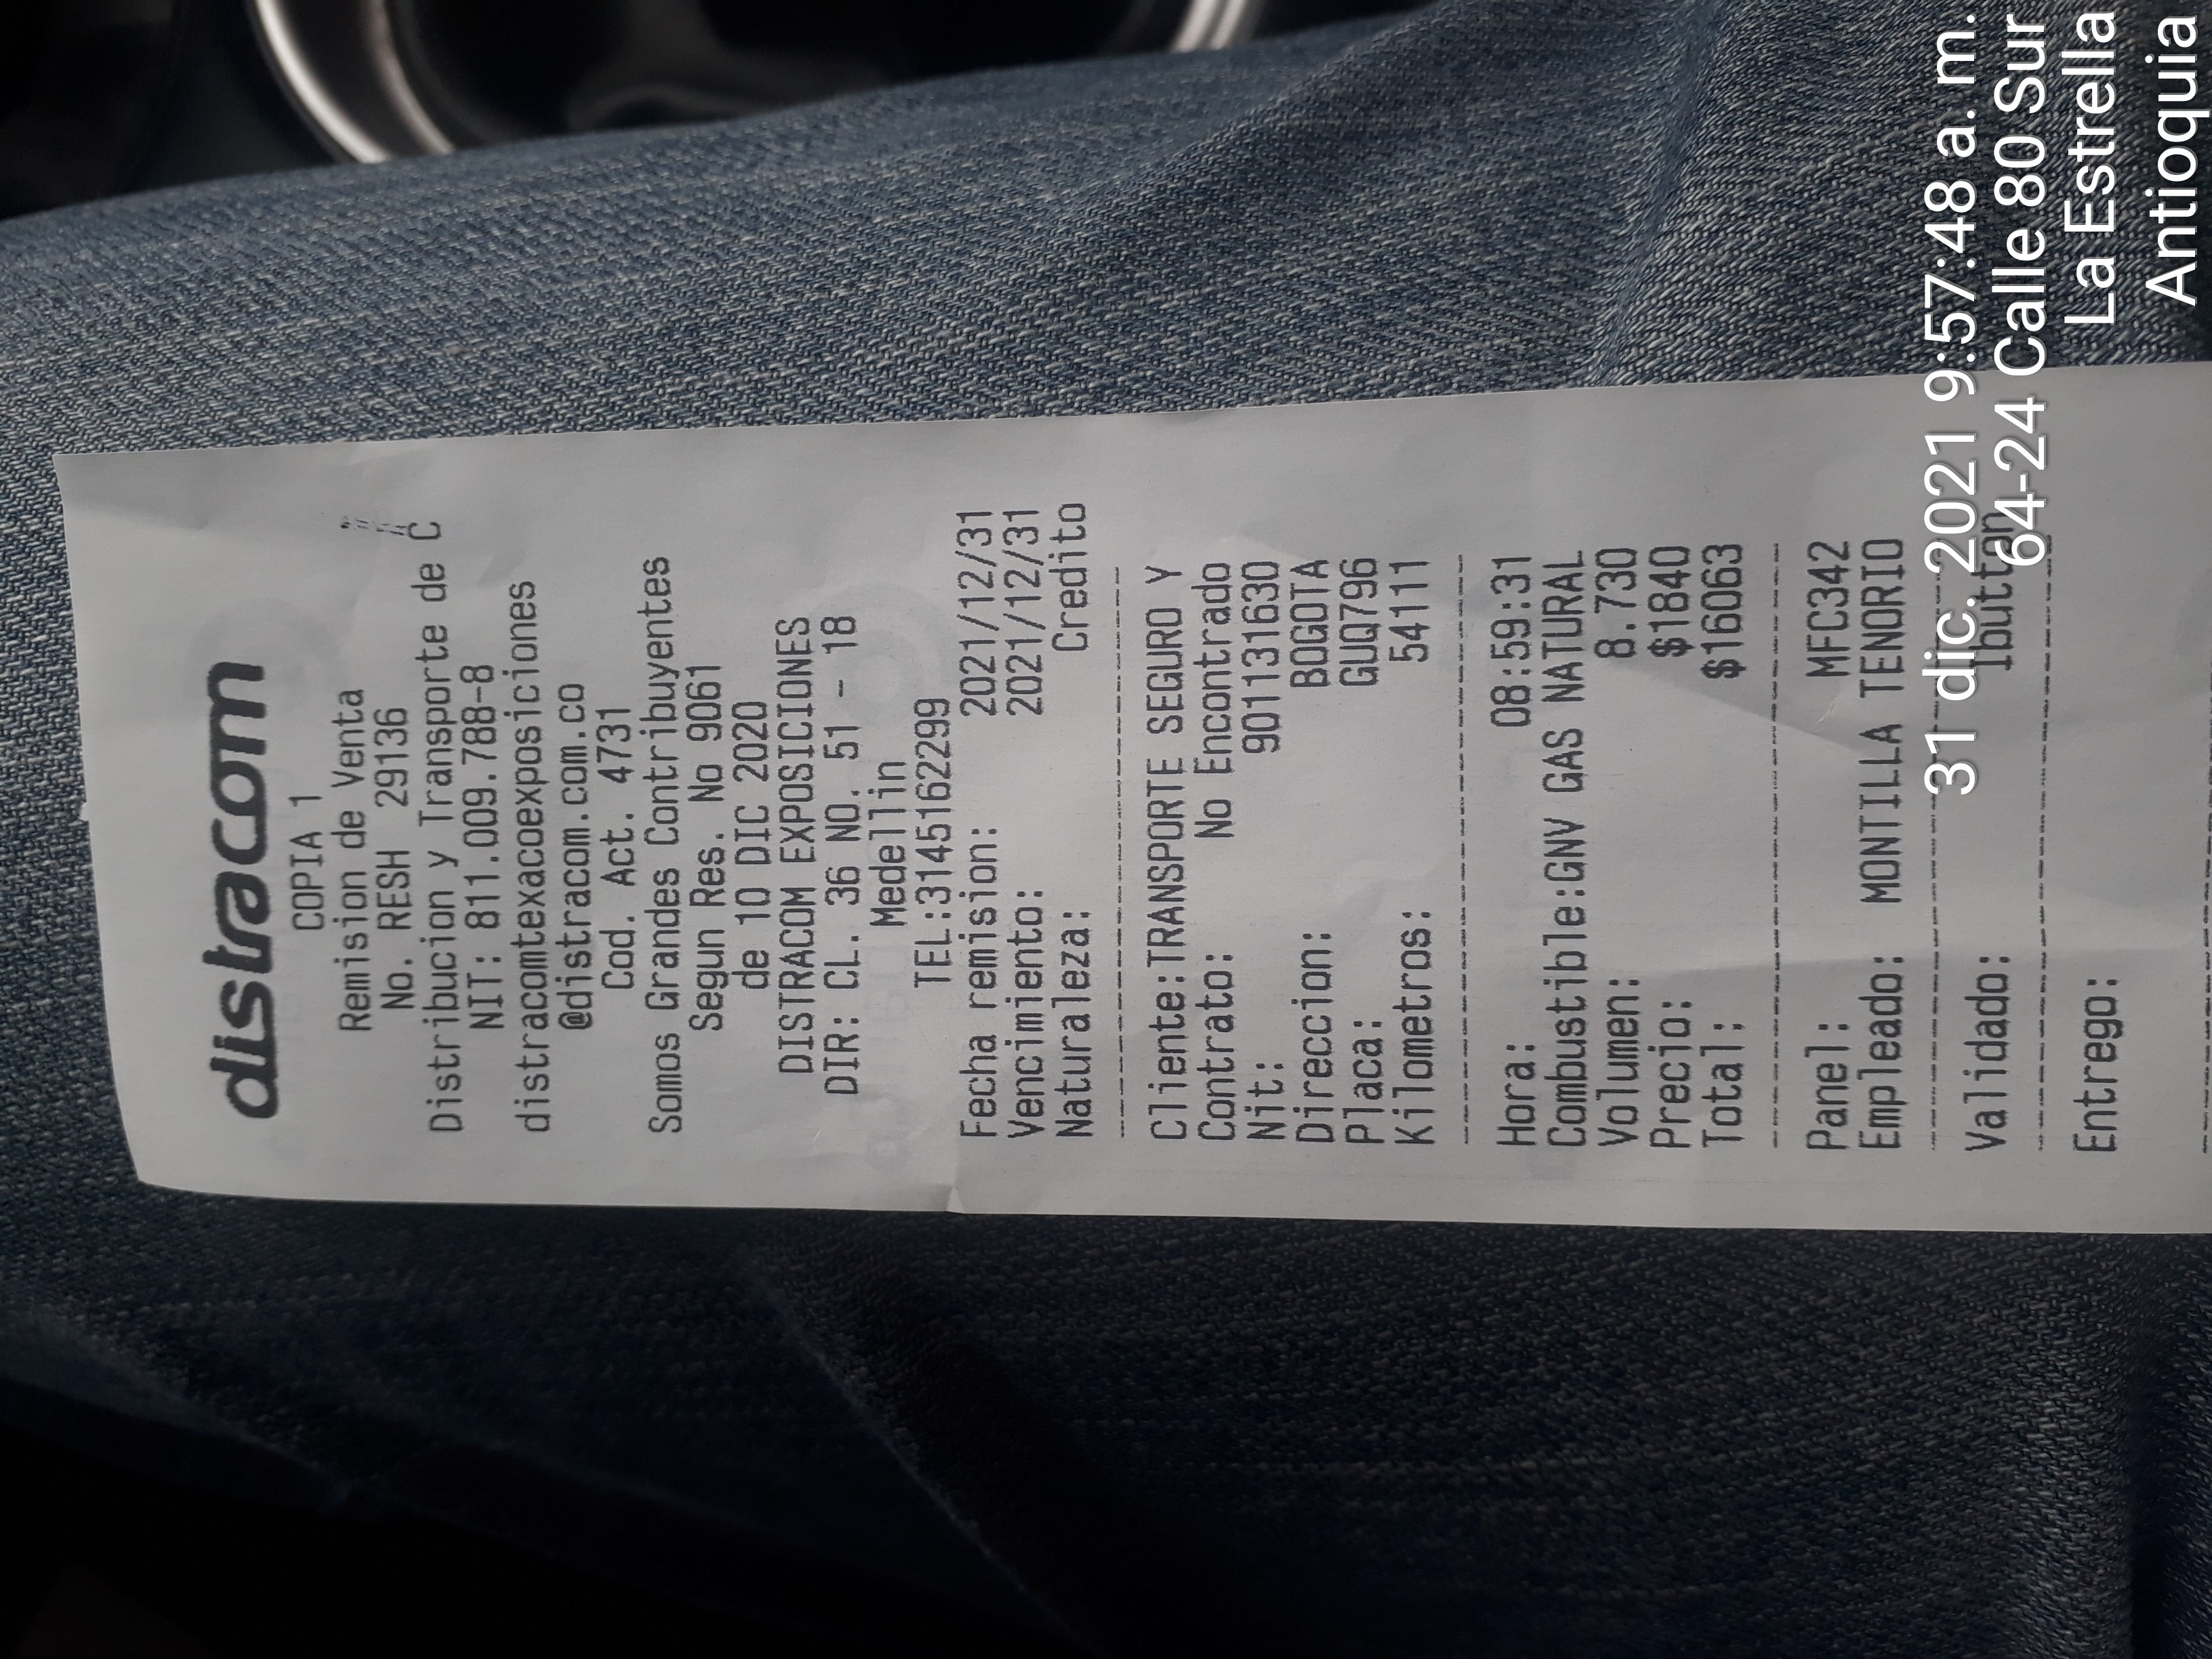 distracom
COPIA 1
Remision de Venta
No. RESH 29136
Distribucion y Transporte de C
NIT: 811.009.788-8
distracomtexacoexposiciones
@distracom.com.co
Cod. Act. 4731
Somos Grandes Contribuyentes
Segun Res. No 9061
de 10 DIC 2020
DISTRACOM EXPOSICIONES
DIR: CL. 36 NO. 51 - 18
Medellin
TEL:3145162299
Fecha remision: 2021/12/31
Vencimiento: 2021/12/31
Naturaleza: Credito
Cliente:TRANSPORTE SEGURO Y
Contrato: No Encontrado
Nit: 901131630
Direccion: BOGOTA
Placa: GUQ796
Kilometros: 54111
Hora: 08:59:31
Combustible:GNV GAS NATURAL
Volumen: 8.730
Precio: $1840
Total: $16063
Panel: MFC342
Empleado: MONTILLA TENORIO
Validado: Ibutton
Entrego:
31 dic. 2021 9:57:48 a.m.
64-24 Calle 80 Sur
La Estrella
Antioquia